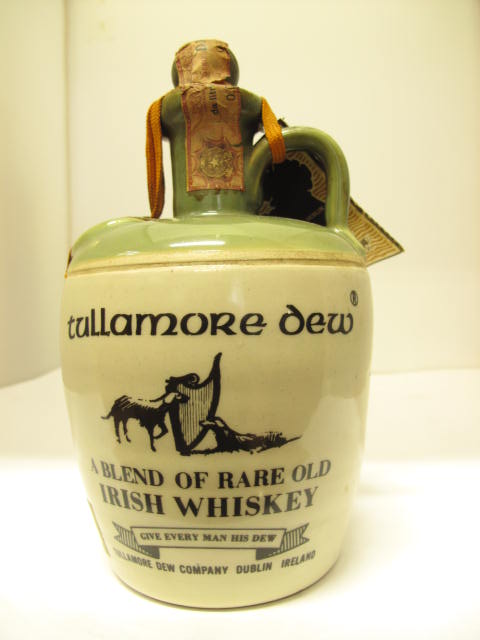 tullamore dew®
A BLEND OF RARE OLD
IRISH WHISKEY
GIVE EVERY MAN HIS DEW
TULLAMORE DEW COMPANY DUBLIN IRELAND